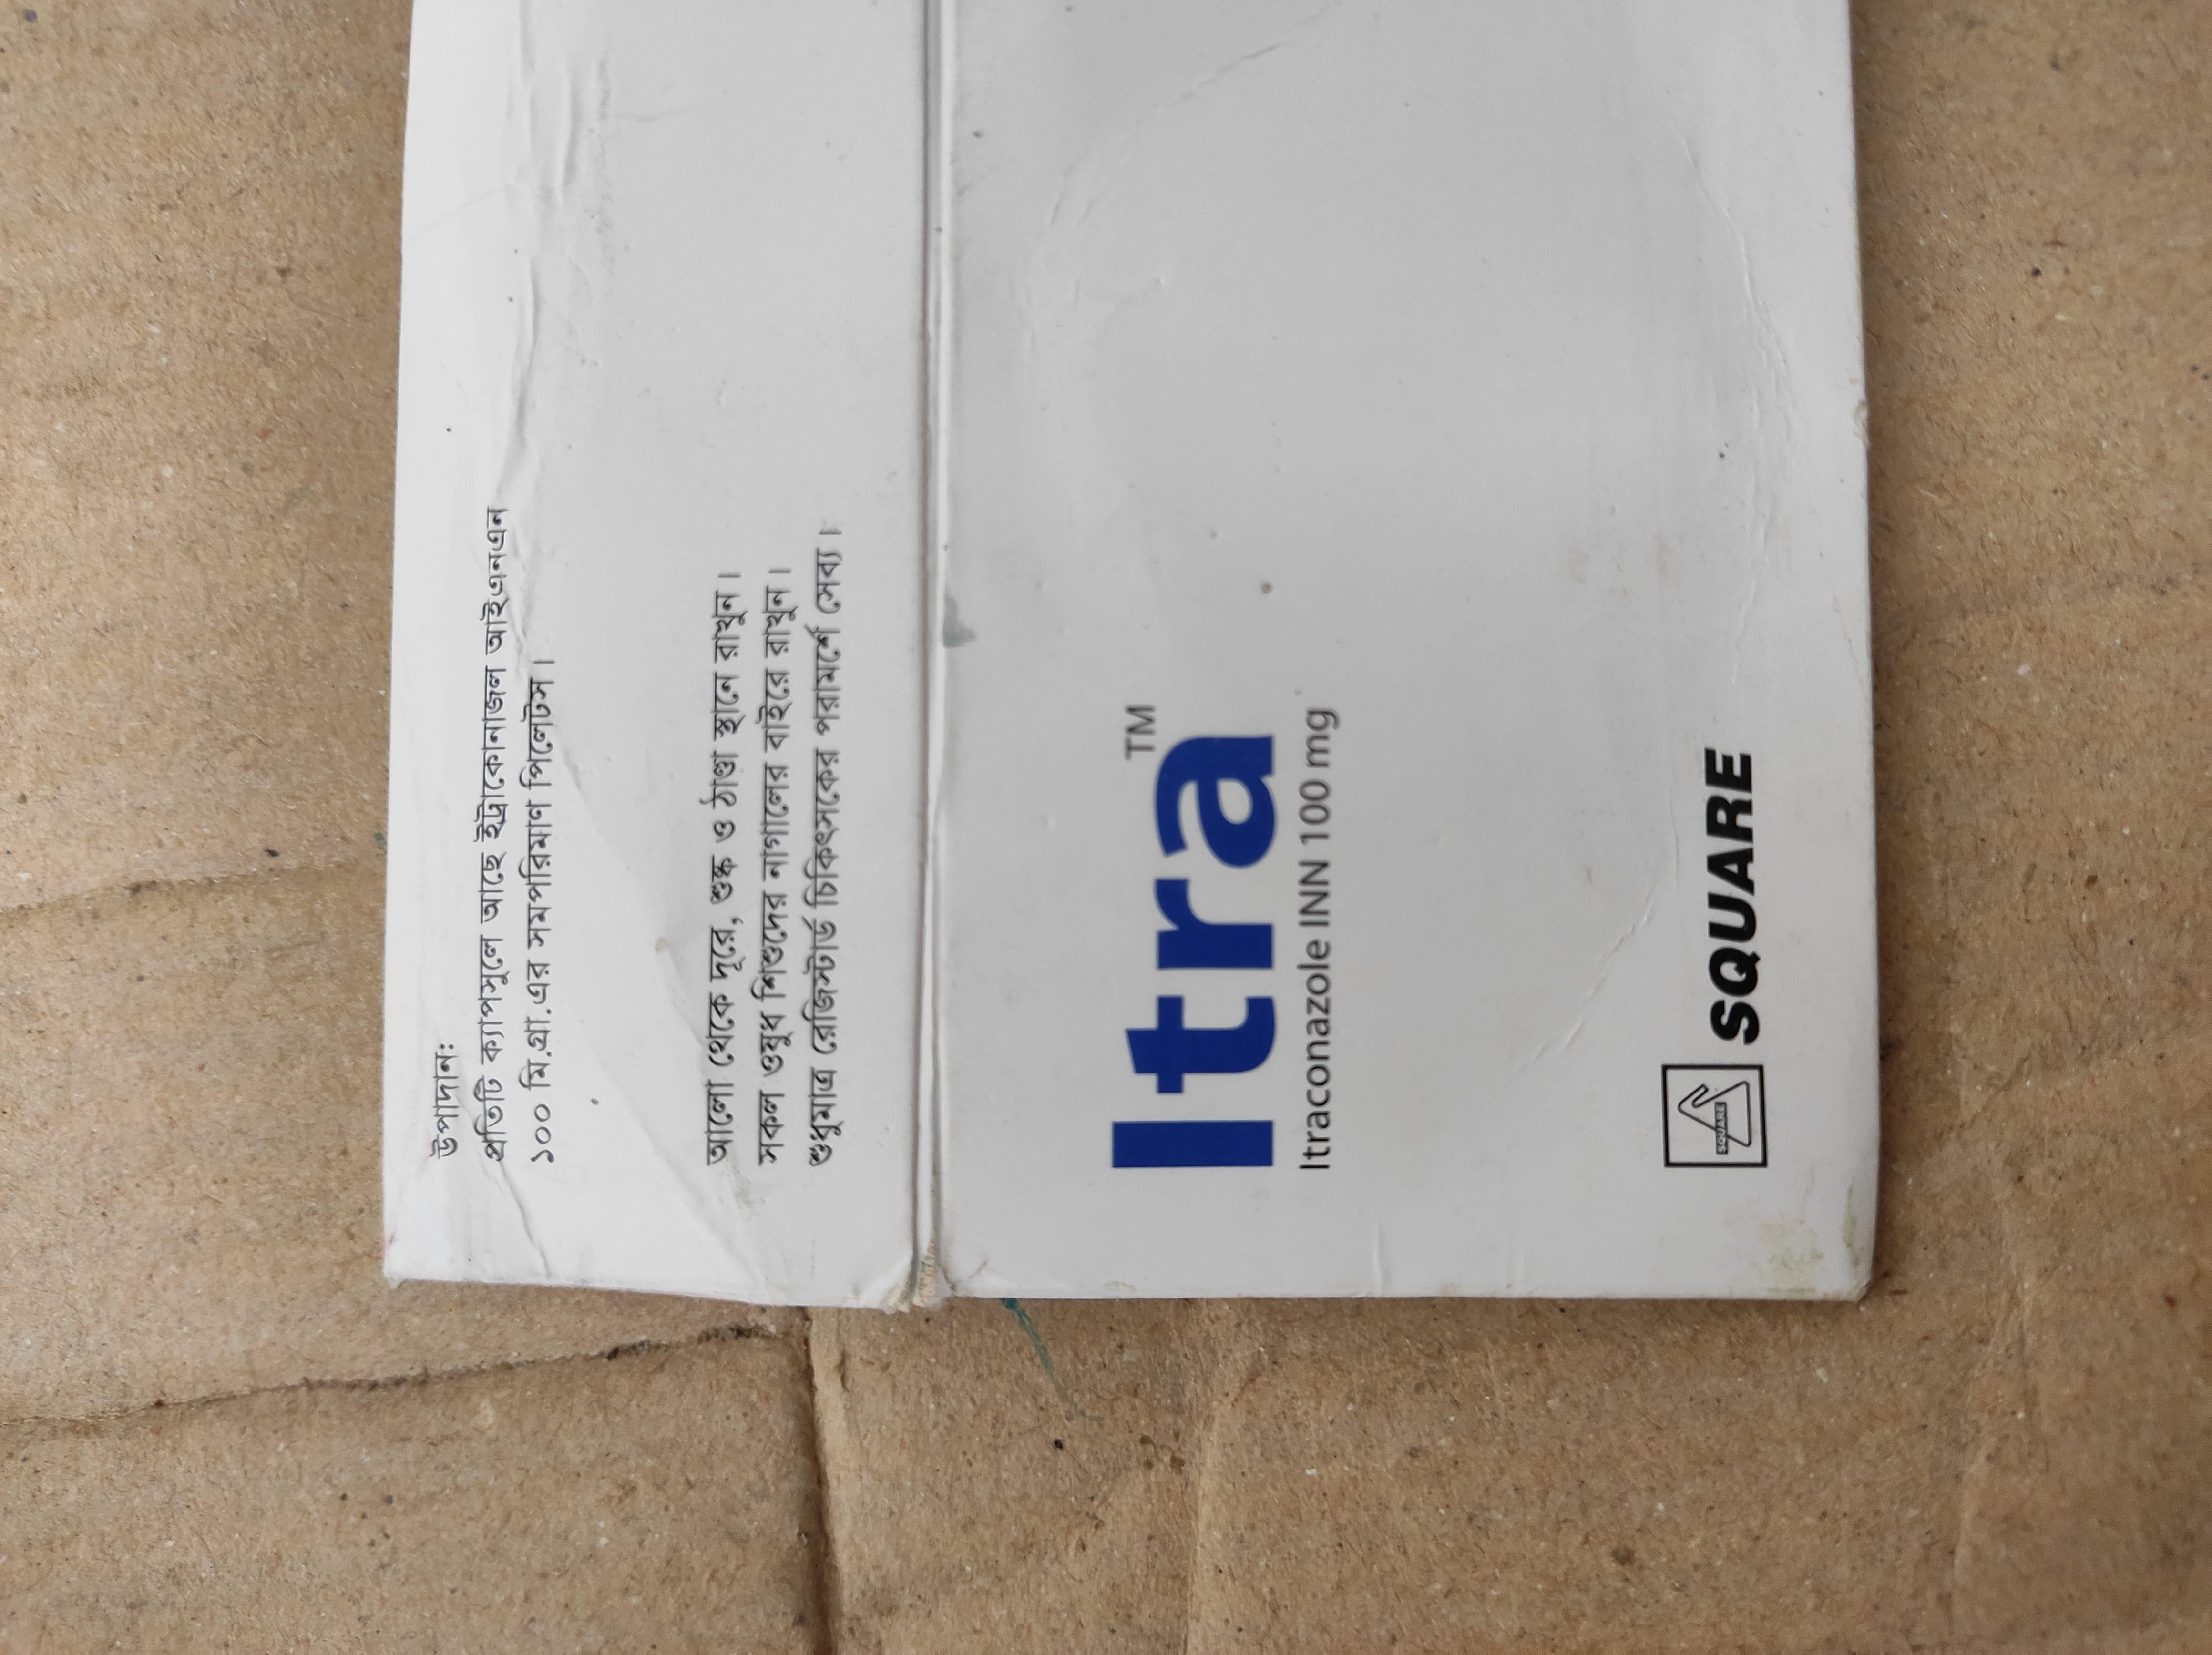 উপাদান:
প্রতিটি ক্যাপসুলে আছে ইট্রাকোনাজল আইএনএন
১০০ মি.গ্রা.এর সমপরিমাণ পিলেটস।
আলো থেকে দূরে, শুষ্ক ও ঠাণ্ডা স্থানে রাখুন।
সকল ওষুধ শিশুদের নাগালের বাইরে রাখুন।
শুধুমাত্র রেজিস্টার্ড চিকিৎসকের পরামর্শে সেব্য।
Itra™
Itraconazole INN 100 mg
SQUARE
SQUARE